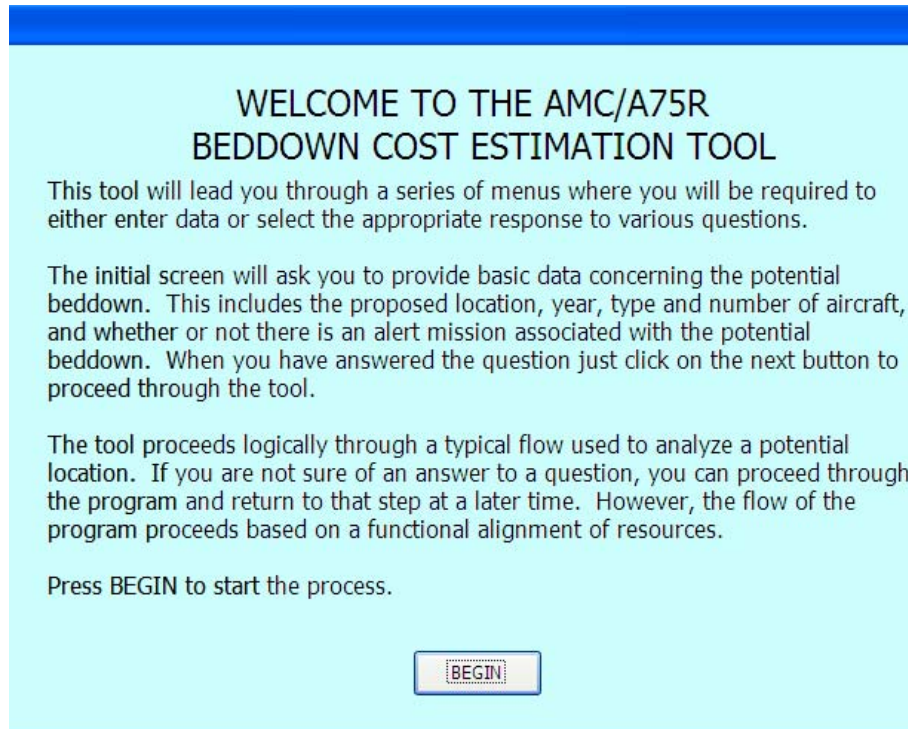 WELCOME TO THE AMC/A75R
BEDDOWN COST ESTIMATION TOOL
This tool will lead you through a series of menus where you will be required to
either enter data or select the appropriate response to various questions.
The initial screen will ask you to provide basic data concerning the potential
beddown. This includes the proposed location, year, type and number of aircraft,
and whether or not there is an alert mission associated with the potential
beddown. When you have answered the question just click on the next button to
proceed through the tool.
The tool proceeds logically through a typical flow used to analyze a potential
location. If you are not sure of an answer to a question, you can proceed through
the program and return to that step at a later time. However, the flow of the
program proceeds based on a functional alignment of resources.
Press BEGIN to start the process.
BEGIN